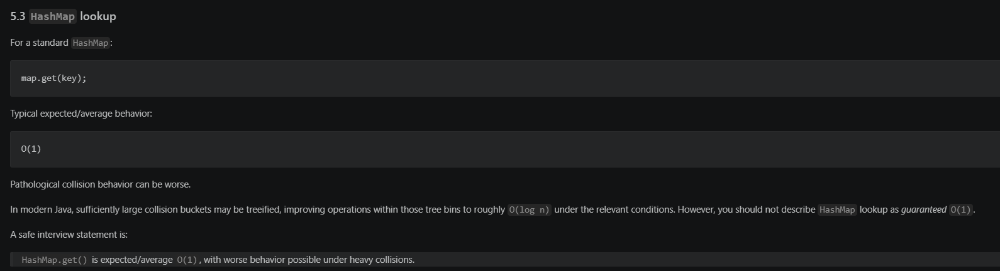 5.3 HashMap lookup
For a standard HashMap:
map.get(key);
Typical expected/average behavior:
O(1)
Pathological collision behavior can be worse.
In modern Java, sufficiently large collision buckets may be treeified, improving operations within those tree bins to roughly O(log n) under the relevant conditions. However, you should not describe HashMap lookup as guaranteed O(1).
A safe interview statement is:
HashMap.get() is expected/average O(1), with worse behavior possible under heavy collisions.